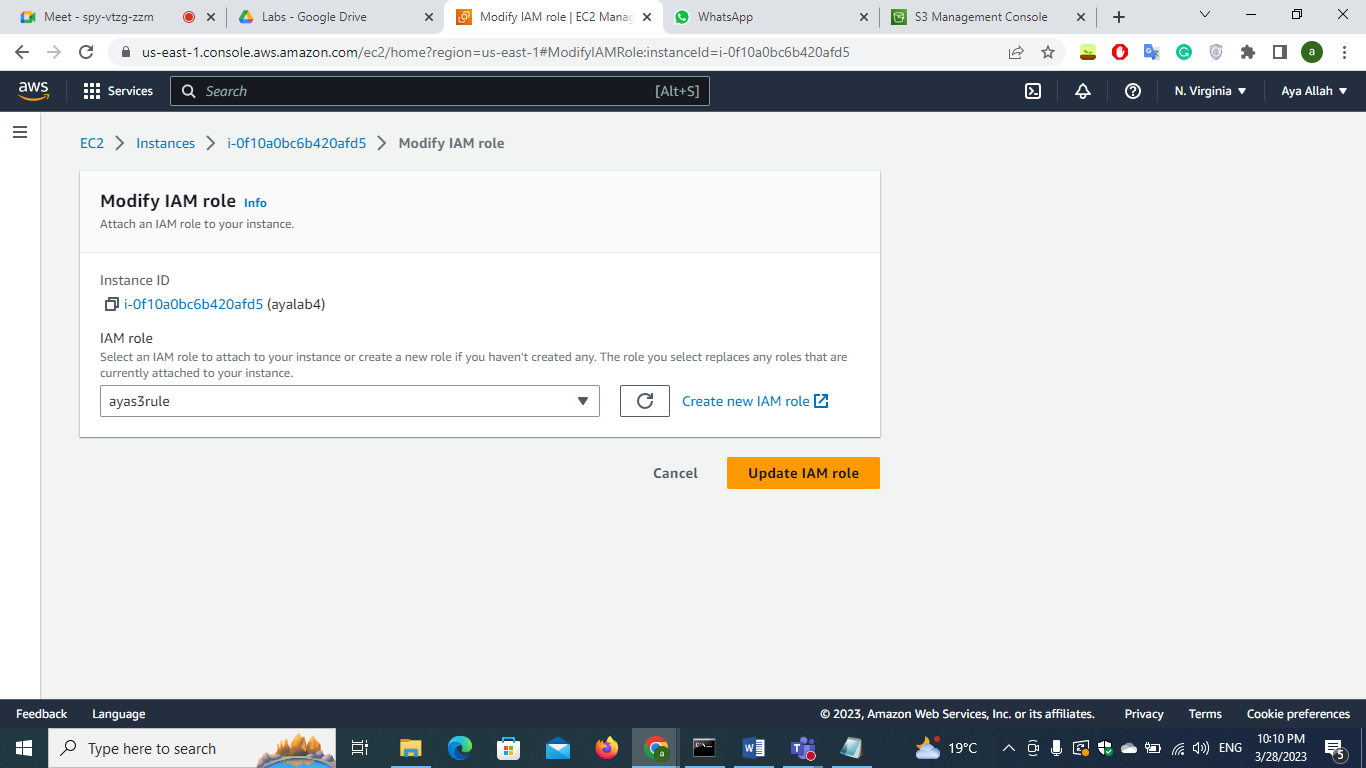 Meet - spy-vtzg-zzm
Labs - Google Drive
Modify IAM role | EC2 Manag
WhatsApp
S3 Management Console
us-east-1.console.aws.amazon.com/ec2/home?region=us-east-1#ModifyIAMRole:instanceId=i-0f10a0bc6b420afd5
a
aws
Services
Search
[Alt+S]
N. Virginia
Aya Allah
EC2
Instances
i-0f10a0bc6b420afd5
Modify IAM role
Modify IAM role Info
Attach an IAM role to your instance.
Instance ID
i-0f10a0bc6b420afd5 (ayalab4)
IAM role
Select an IAM role to attach to your instance or create a new role if you haven't created any. The role you select replaces any roles that are
currently attached to your instance.
ayas3rule
Create new IAM role
Cancel
Update IAM role
Feedback
Language
© 2023, Amazon Web Services, Inc. or its affiliates.
Privacy
Terms
Cookie preferences
Type here to search
19°C
ENG
10:10 PM
3/28/2023
5